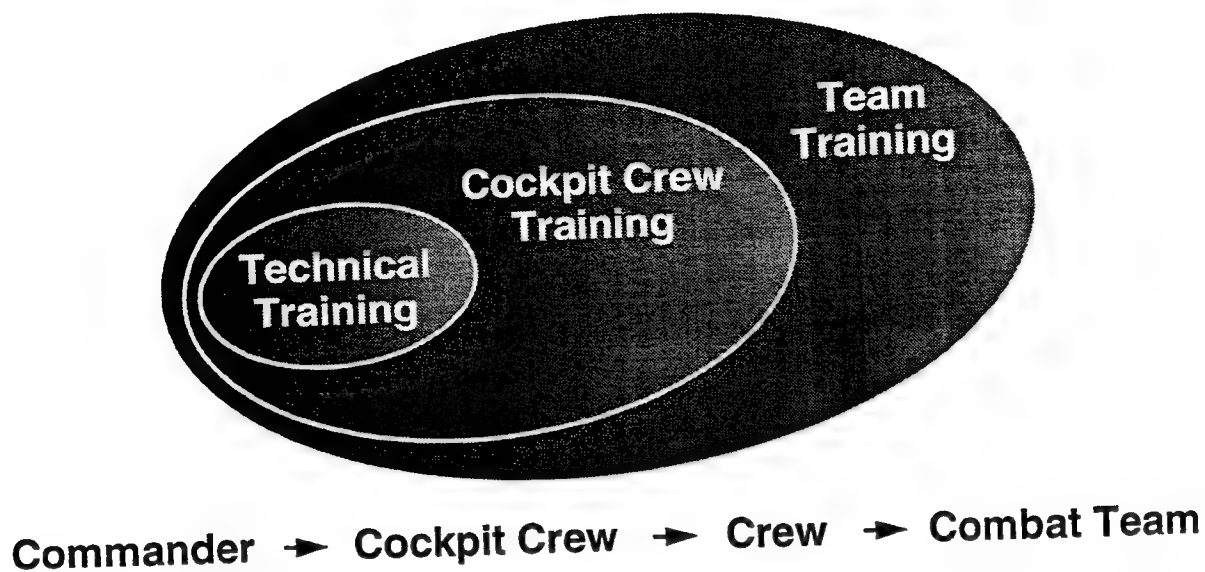 Team
Training
Cockpit Crew
Training
Technical
Training
Commander → Cockpit Crew → Crew → Combat Team